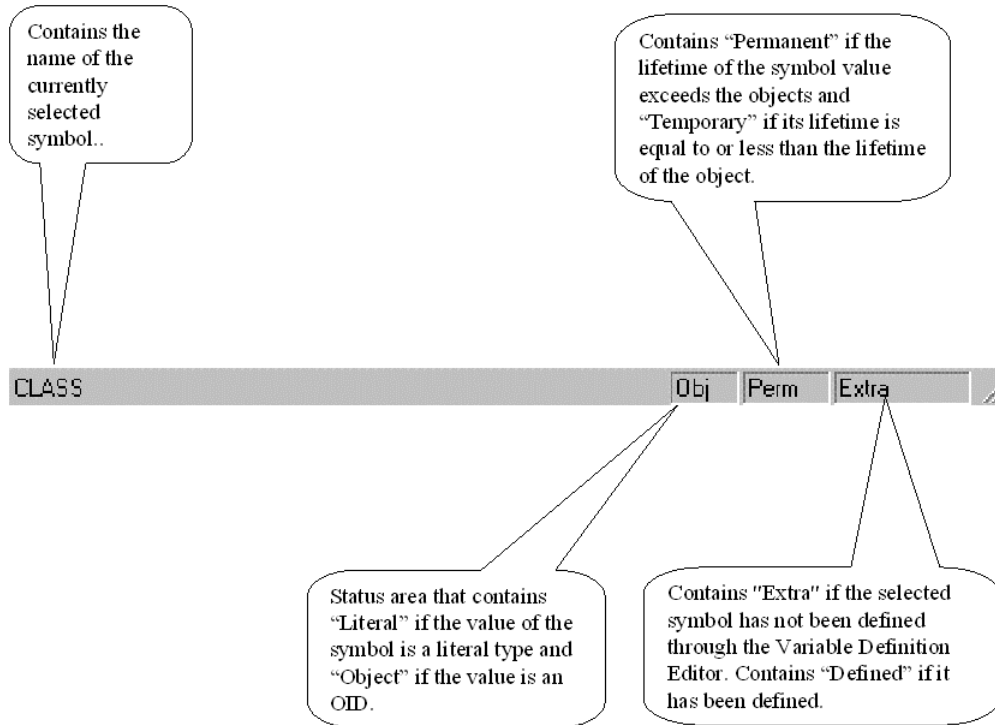 Contains the
name of the
currently
selected
symbol..
Contains “Permanent” if the
lifetime of the symbol value
exceeds the objects and
“Temporary” if its lifetime is
equal to or less than the lifetime
of the object.
CLASS
Obj
Perm
Extra
Status area that contains
“Literal” if the value of the
symbol is a literal type and
“Object” if the value is an
OID.
Contains "Extra" if the selected
symbol has not been defined
through the Variable Definition
Editor. Contains “Defined” if it
has been defined.